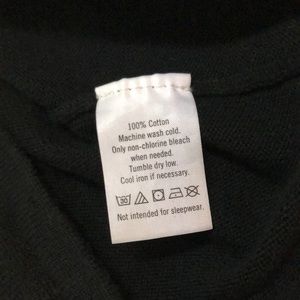 100% Cotton
Machine wash cold.
Only non-chlorine bleach
when needed.
Tumble dry low.
Cool iron if necessary.
Not intended for sleepwear.